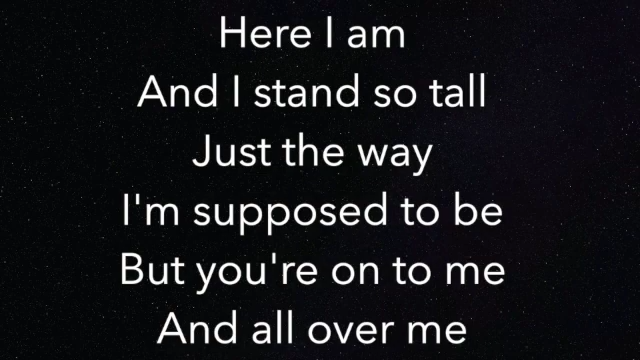 Here I am
And I stand so tall
Just the way
I'm supposed to be
But you're on to me
And all over me